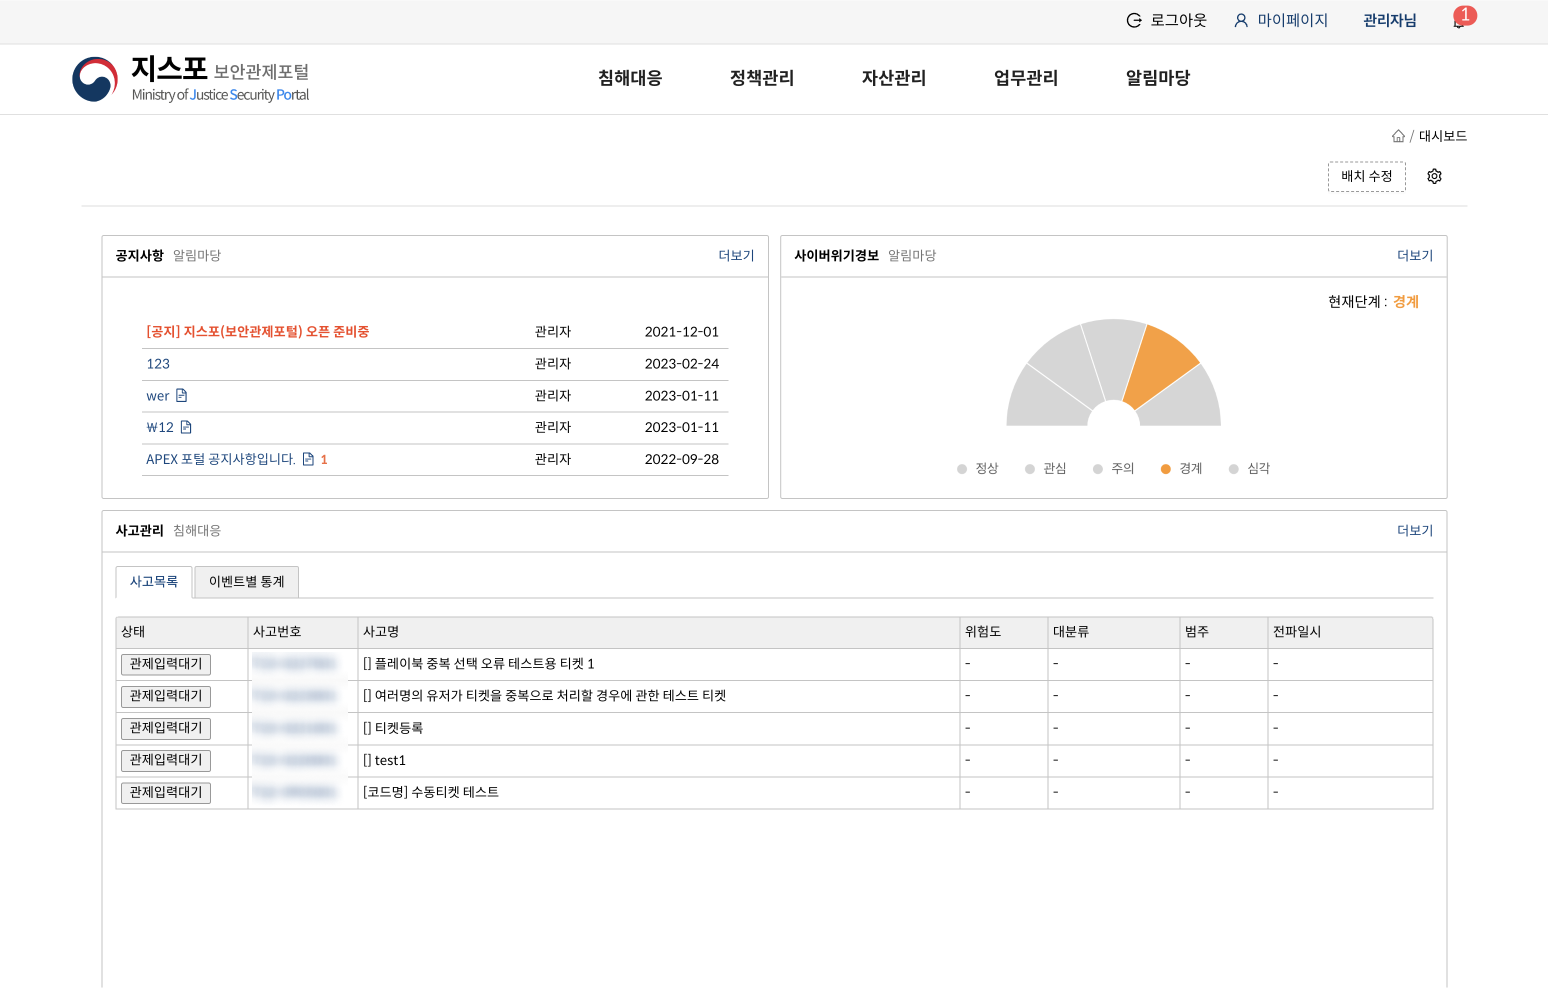 로그아웃 마이페이지 관리자님 1
지스포 보안관제포털
Ministry of Justice Security Portal
침해대응 정책관리 자산관리 업무관리 알림마당
/ 대시보드
배치 수정
공지사항 알림마당 더보기
[공지] 지스포(보안관제포털) 오픈 준비중 관리자 2021-12-01
123 관리자 2023-02-24
wer 관리자 2023-01-11
₩12 관리자 2023-01-11
APEX 포털 공지사항입니다. 1 관리자 2022-09-28
사이버위기경보 알림마당 더보기
현재단계 : 경계
정상 관심 주의 경계 심각
사고관리 침해대응 더보기
사고목록 이벤트별 통계
상태 사고번호 사고명 위험도 대분류 범주 전파일시
관제입력대기 [] 플레이북 중복 선택 오류 테스트용 티켓 1 - - - -
관제입력대기 [] 여러명의 유저가 티켓을 중복으로 처리할 경우에 관한 테스트 티켓 - - - -
관제입력대기 [] 티켓등록 - - - -
관제입력대기 [] test1 - - - -
관제입력대기 [코드명] 수동티켓 테스트 - - - -